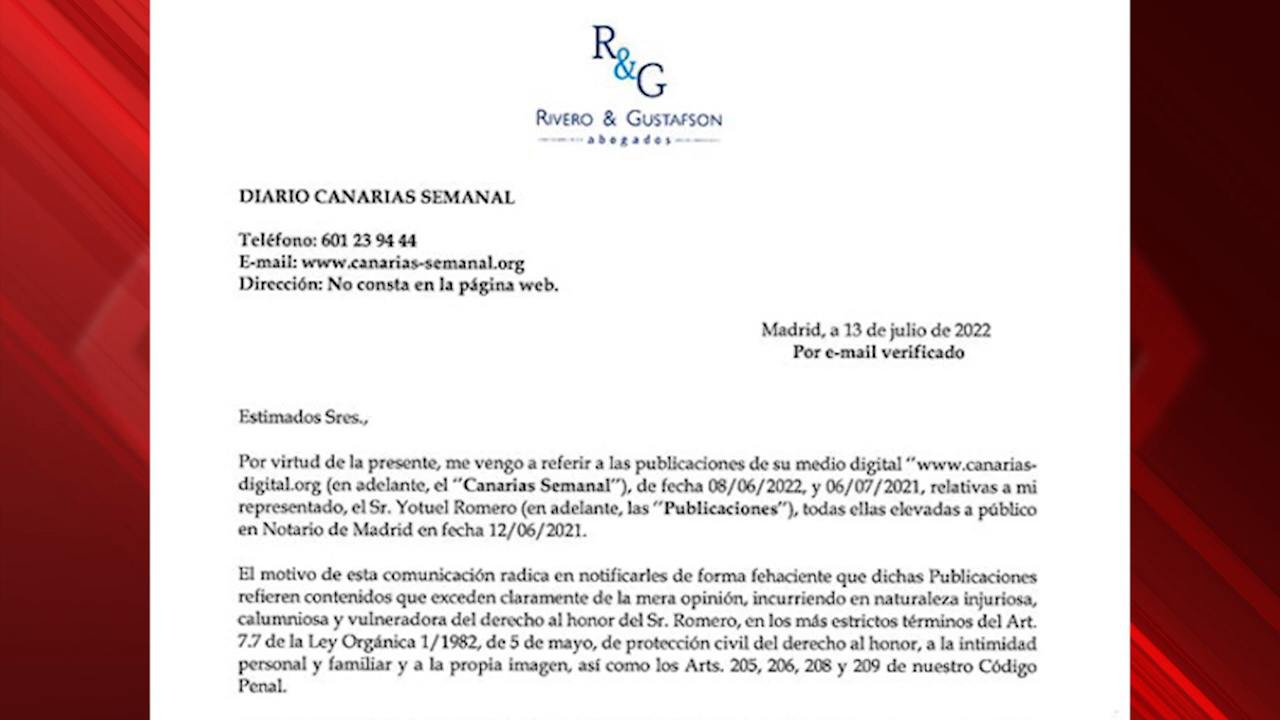 R&G
RIVERO & GUSTAFSON
abogados
DIARIO CANARIAS SEMANAL
Teléfono: 601 23 94 44
E-mail: www.canarias-semanal.org
Dirección: No consta en la página web.
Madrid, a 13 de julio de 2022
Por e-mail verificado
Estimados Sres.,
Por virtud de la presente, me vengo a referir a las publicaciones de su medio digital "www.canarias-
digital.org (en adelante, el "Canarias Semanal"), de fecha 08/06/2022, y 06/07/2021, relativas a mi
representado, el Sr. Yotuel Romero (en adelante, las "Publicaciones"), todas ellas elevadas a público
en Notario de Madrid en fecha 12/06/2021.
El motivo de esta comunicación radica en notificarles de forma fehaciente que dichas Publicaciones
refieren contenidos que exceden claramente de la mera opinión, incurriendo en naturaleza injuriosa,
calumniosa y vulneradora del derecho al honor del Sr. Romero, en los más estrictos términos del Art.
7.7 de la Ley Orgánica 1/1982, de 5 de mayo, de protección civil del derecho al honor, a la intimidad
personal y familiar y a la propia imagen, así como los Arts. 205, 206, 208 y 209 de nuestro Código
Penal.